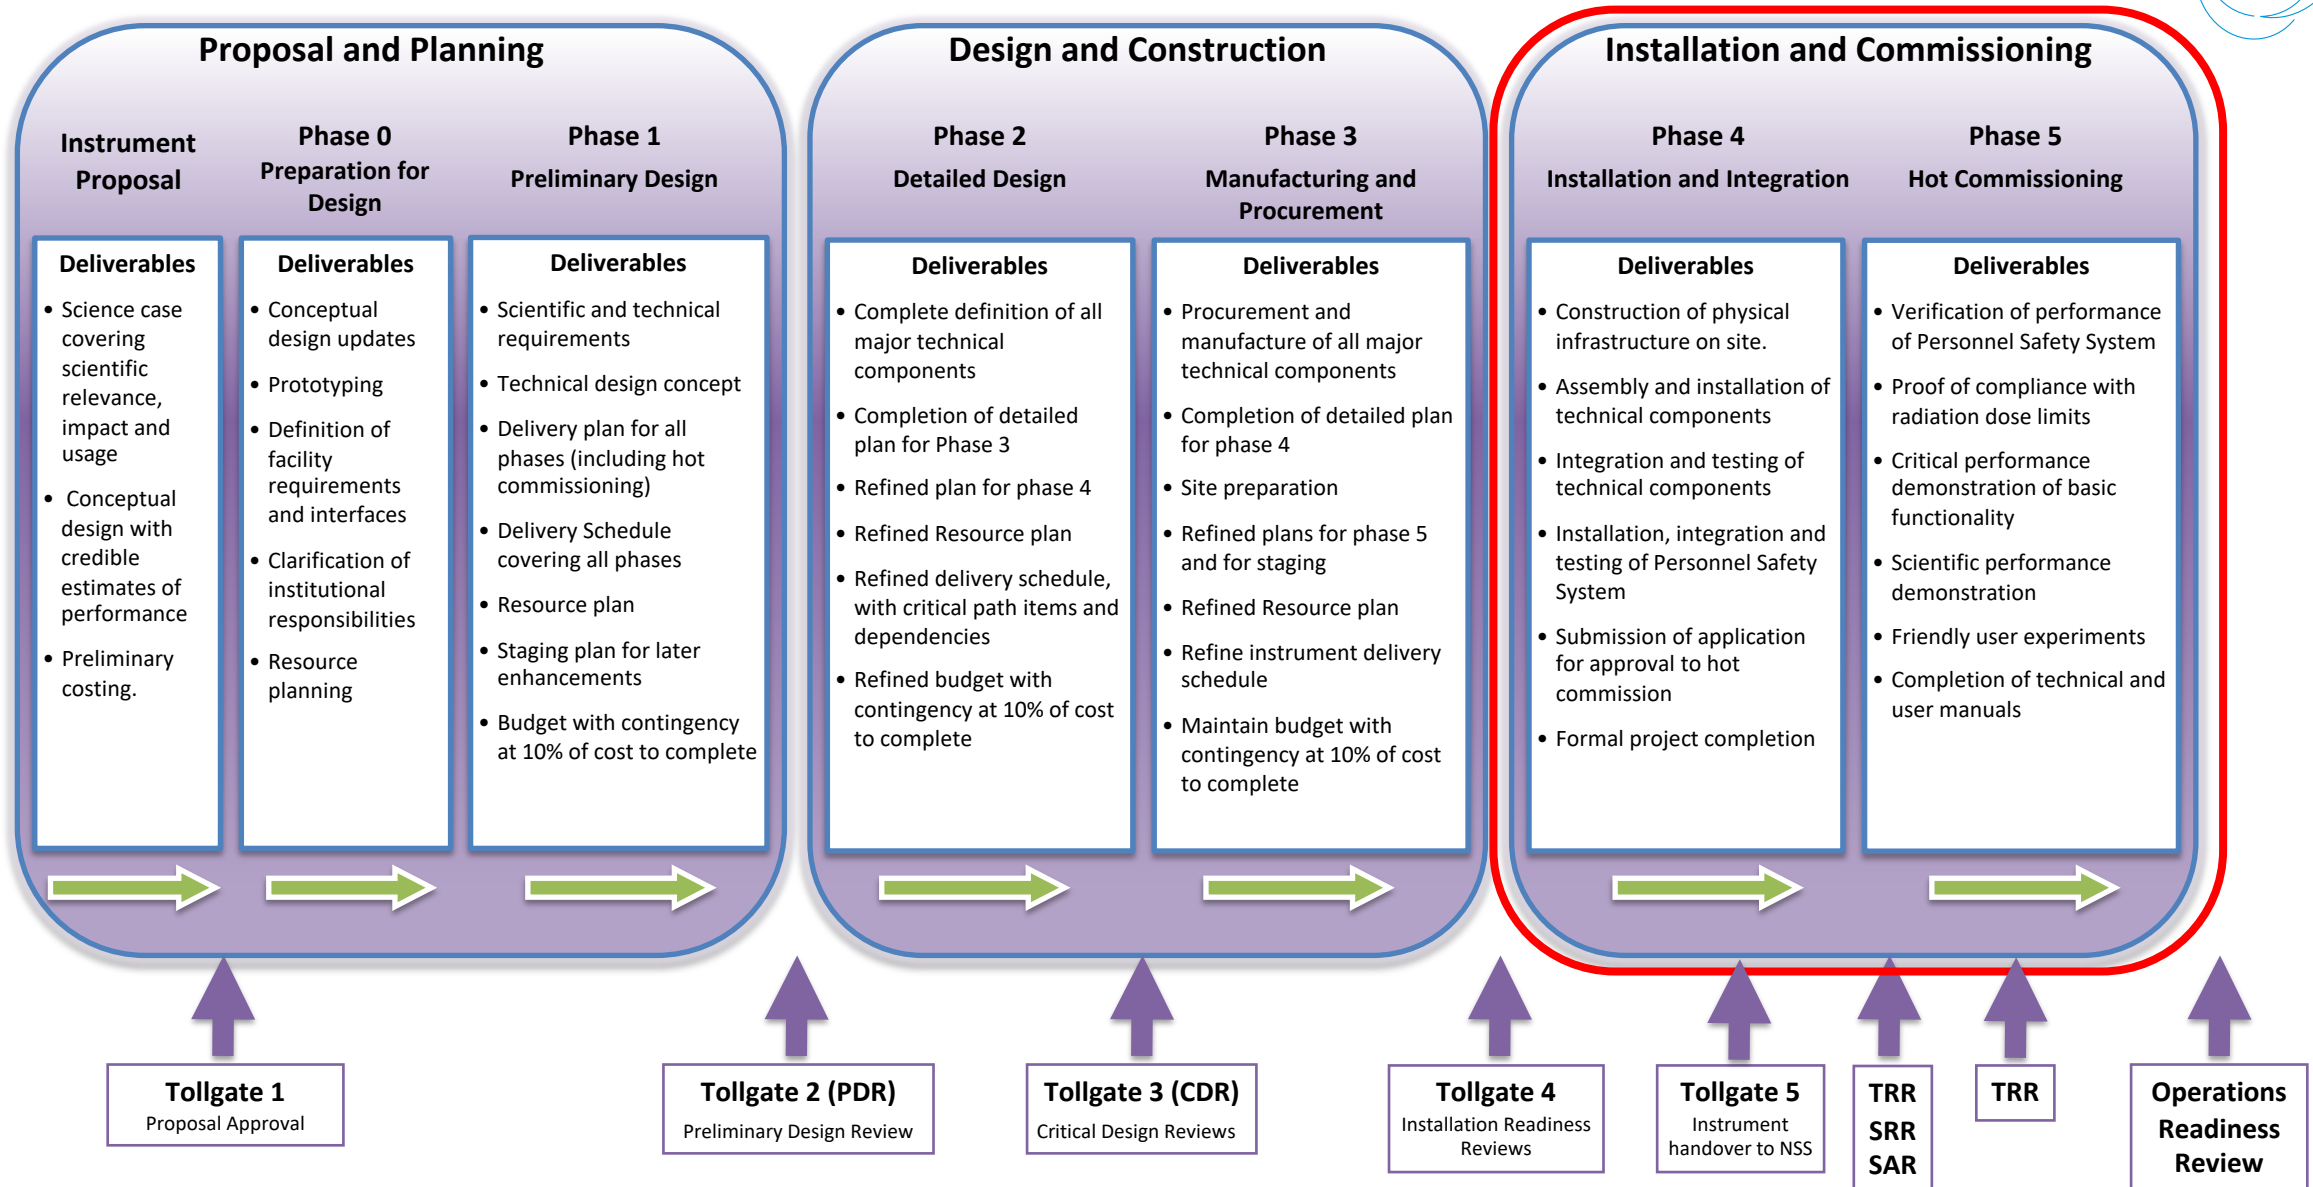 Proposal and Planning
Instrument
Proposal
Phase 0
Preparation for
Design
Phase 1
Preliminary Design
Deliverables
• Science case
covering
scientific
relevance,
impact and
usage
• Conceptual
design with
credible
estimates of
performance
• Preliminary
costing.
Deliverables
• Conceptual
design updates
• Prototyping
• Definition of
facility
requirements
and interfaces
• Clarification of
institutional
responsibilities
• Resource
planning
Deliverables
• Scientific and technical
requirements
• Technical design concept
• Delivery plan for all
phases (including hot
commissioning)
• Delivery Schedule
covering all phases
• Resource plan
• Staging plan for later
enhancements
• Budget with contingency
at 10% of cost to complete
Design and Construction
Phase 2
Detailed Design
Phase 3
Manufacturing and
Procurement
Deliverables
• Complete definition of all
major technical
components
• Completion of detailed
plan for Phase 3
• Refined plan for phase 4
• Refined Resource plan
• Refined delivery schedule,
with critical path items and
dependencies
• Refined budget with
contingency at 10% of cost
to complete
Deliverables
• Procurement and
manufacture of all major
technical components
• Completion of detailed plan
for phase 4
• Site preparation
• Refined plans for phase 5
and for staging
• Refined Resource plan
• Refine instrument delivery
schedule
• Maintain budget with
contingency at 10% of cost
to complete
Installation and Commissioning
Phase 4
Installation and Integration
Phase 5
Hot Commissioning
Deliverables
• Construction of physical
infrastructure on site.
• Assembly and installation of
technical components
• Integration and testing of
technical components
• Installation, integration and
testing of Personnel Safety
System
• Submission of application
for approval to hot
commission
• Formal project completion
Deliverables
• Verification of performance
of Personnel Safety System
• Proof of compliance with
radiation dose limits
• Critical performance
demonstration of basic
functionality
• Scientific performance
demonstration
• Friendly user experiments
• Completion of technical and
user manuals
Tollgate 1
Proposal Approval
Tollgate 2 (PDR)
Preliminary Design Review
Tollgate 3 (CDR)
Critical Design Reviews
Tollgate 4
Installation Readiness
Reviews
Tollgate 5
Instrument
handover to NSS
TRR
SRR
SAR
TRR
Operations
Readiness
Review